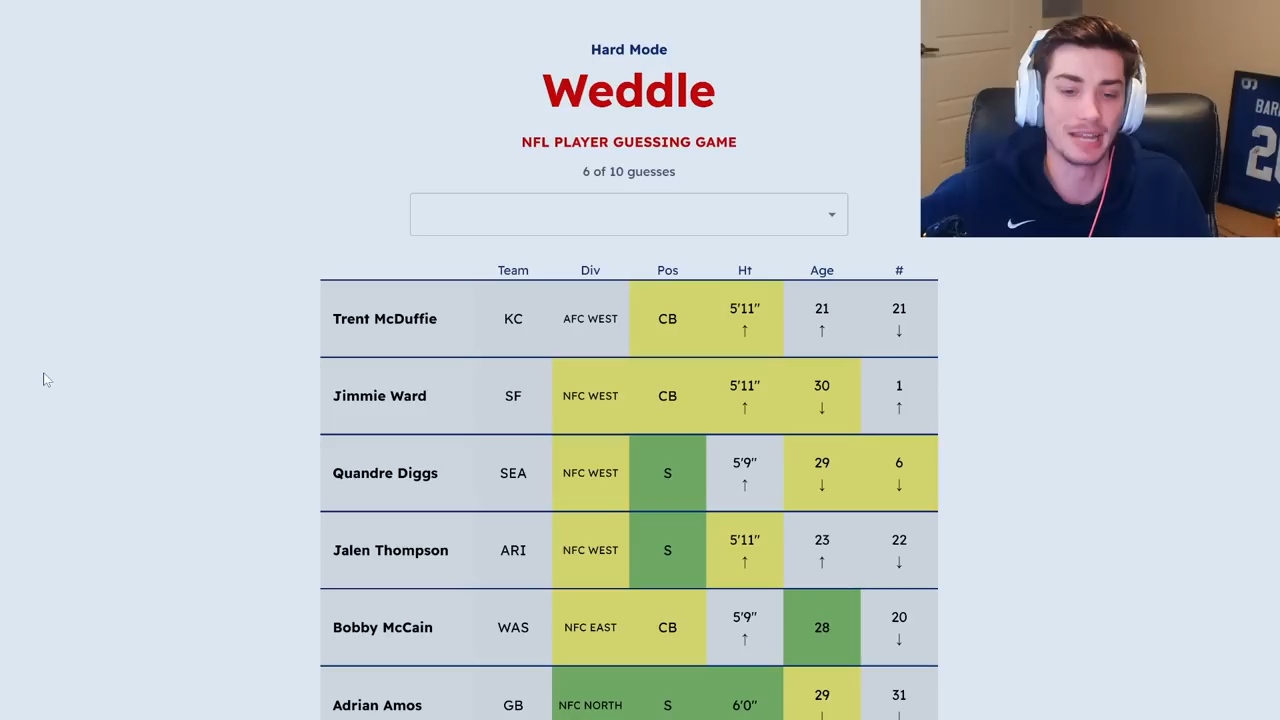 Hard Mode
Weddle
NFL PLAYER GUESSING GAME
6 of 10 guesses
Team Div Pos Ht Age #
Trent McDuffie KC AFC WEST CB 5'11" ↑ 21 ↑ 21 ↓
Jimmie Ward SF NFC WEST CB 5'11" ↑ 30 ↓ 1 ↑
Quandre Diggs SEA NFC WEST S 5'9" ↑ 29 ↓ 6 ↓
Jalen Thompson ARI NFC WEST S 5'11" ↑ 23 ↑ 22 ↓
Bobby McCain WAS NFC EAST CB 5'9" ↑ 28 20 ↓
Adrian Amos GB NFC NORTH S 6'0" 29 ↓ 31 ↓
BAR